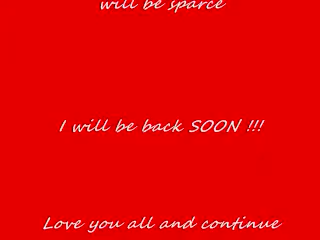 will be sparce
I will be back SOON !!!
Love you all and continue